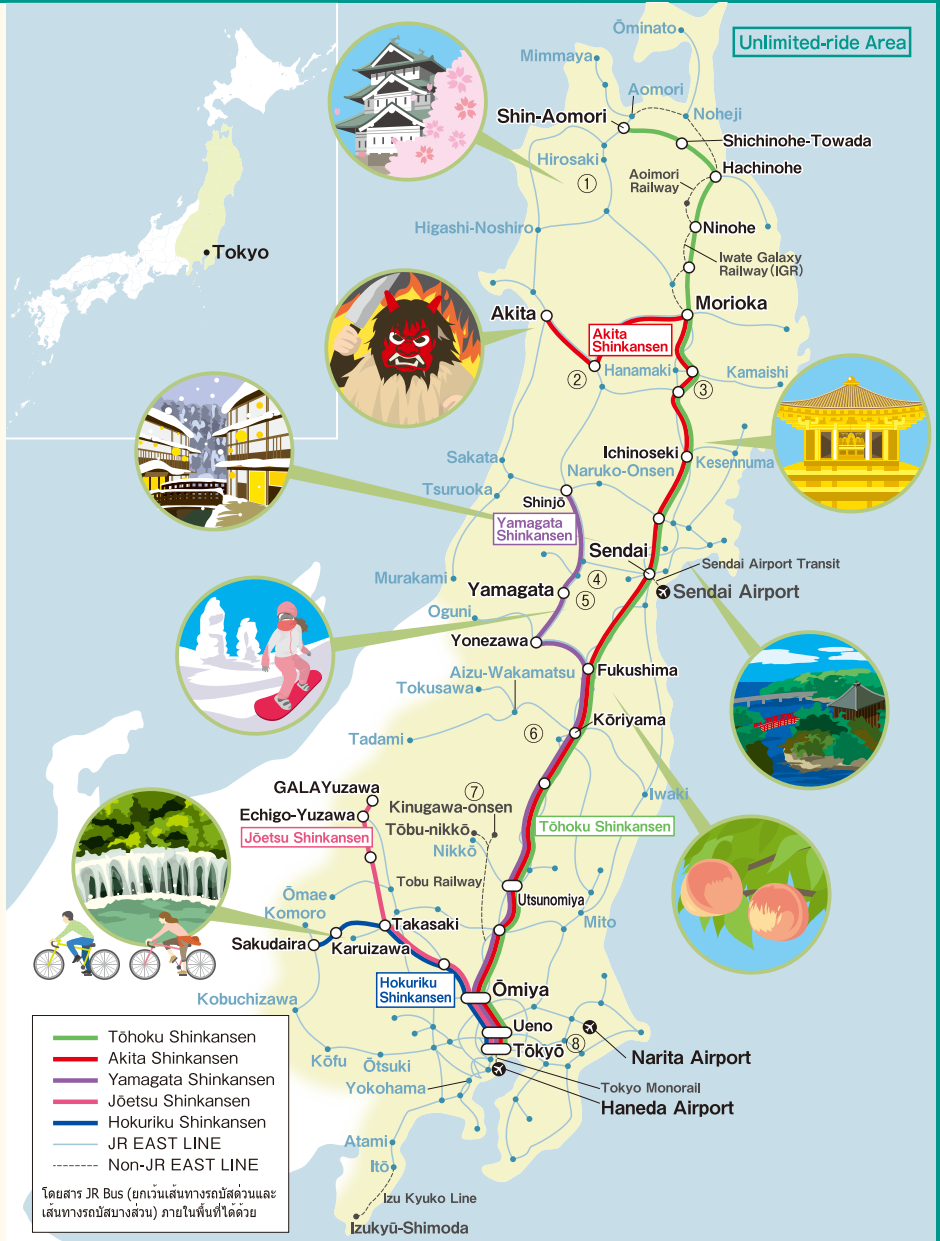 Unlimited-ride Area
Tokyo
Ōminato
Mimmaya
Aomori
Noheji
Shin-Aomori
Shichinohe-Towada
Hachinohe
Hirosaki
①
Aoimori
Railway
Higashi-Noshiro
Ninohe
Iwate Galaxy
Railway(IGR)
Morioka
Akita
Akita
Shinkansen
②
Hanamaki
③
Kamaishi
Ichinoseki
Kesennuma
Naruko-Onsen
Sakata
Tsuruoka
Shinjō
Yamagata
Shinkansen
Sendai
Sendai Airport Transit
Sendai Airport
Murakami
④
Yamagata
⑤
Oguni
Yonezawa
Fukushima
Aizu-Wakamatsu
Tokusawa
Kōriyama
Tadami
⑥
Iwaki
GALAYuzawa
⑦
Echigo-Yuzawa
Kinugawa-onsen
Jōetsu Shinkansen
Tōbu-nikkō
Nikkō
Tōhoku Shinkansen
Tobu Railway
Utsunomiya
Ōmae
Komoro
Takasaki
Mito
Sakudaira
Karuizawa
Hokuriku
Shinkansen
Ōmiya
Kobuchizawa
Ueno
Tōkyō
⑧
Narita Airport
Kōfu
Ōtsuki
Yokohama
Tokyo Monorail
Haneda Airport
Atami
Itō
Izu Kyuko Line
Izukyū-Shimoda
Tōhoku Shinkansen
Akita Shinkansen
Yamagata Shinkansen
Jōetsu Shinkansen
Hokuriku Shinkansen
JR EAST LINE
Non-JR EAST LINE
โดยสาร JR Bus (ยกเว้นเส้นทางรถบัสด่วนและ
เส้นทางรถบัสบางส่วน) ภายในพื้นที่ได้ด้วย